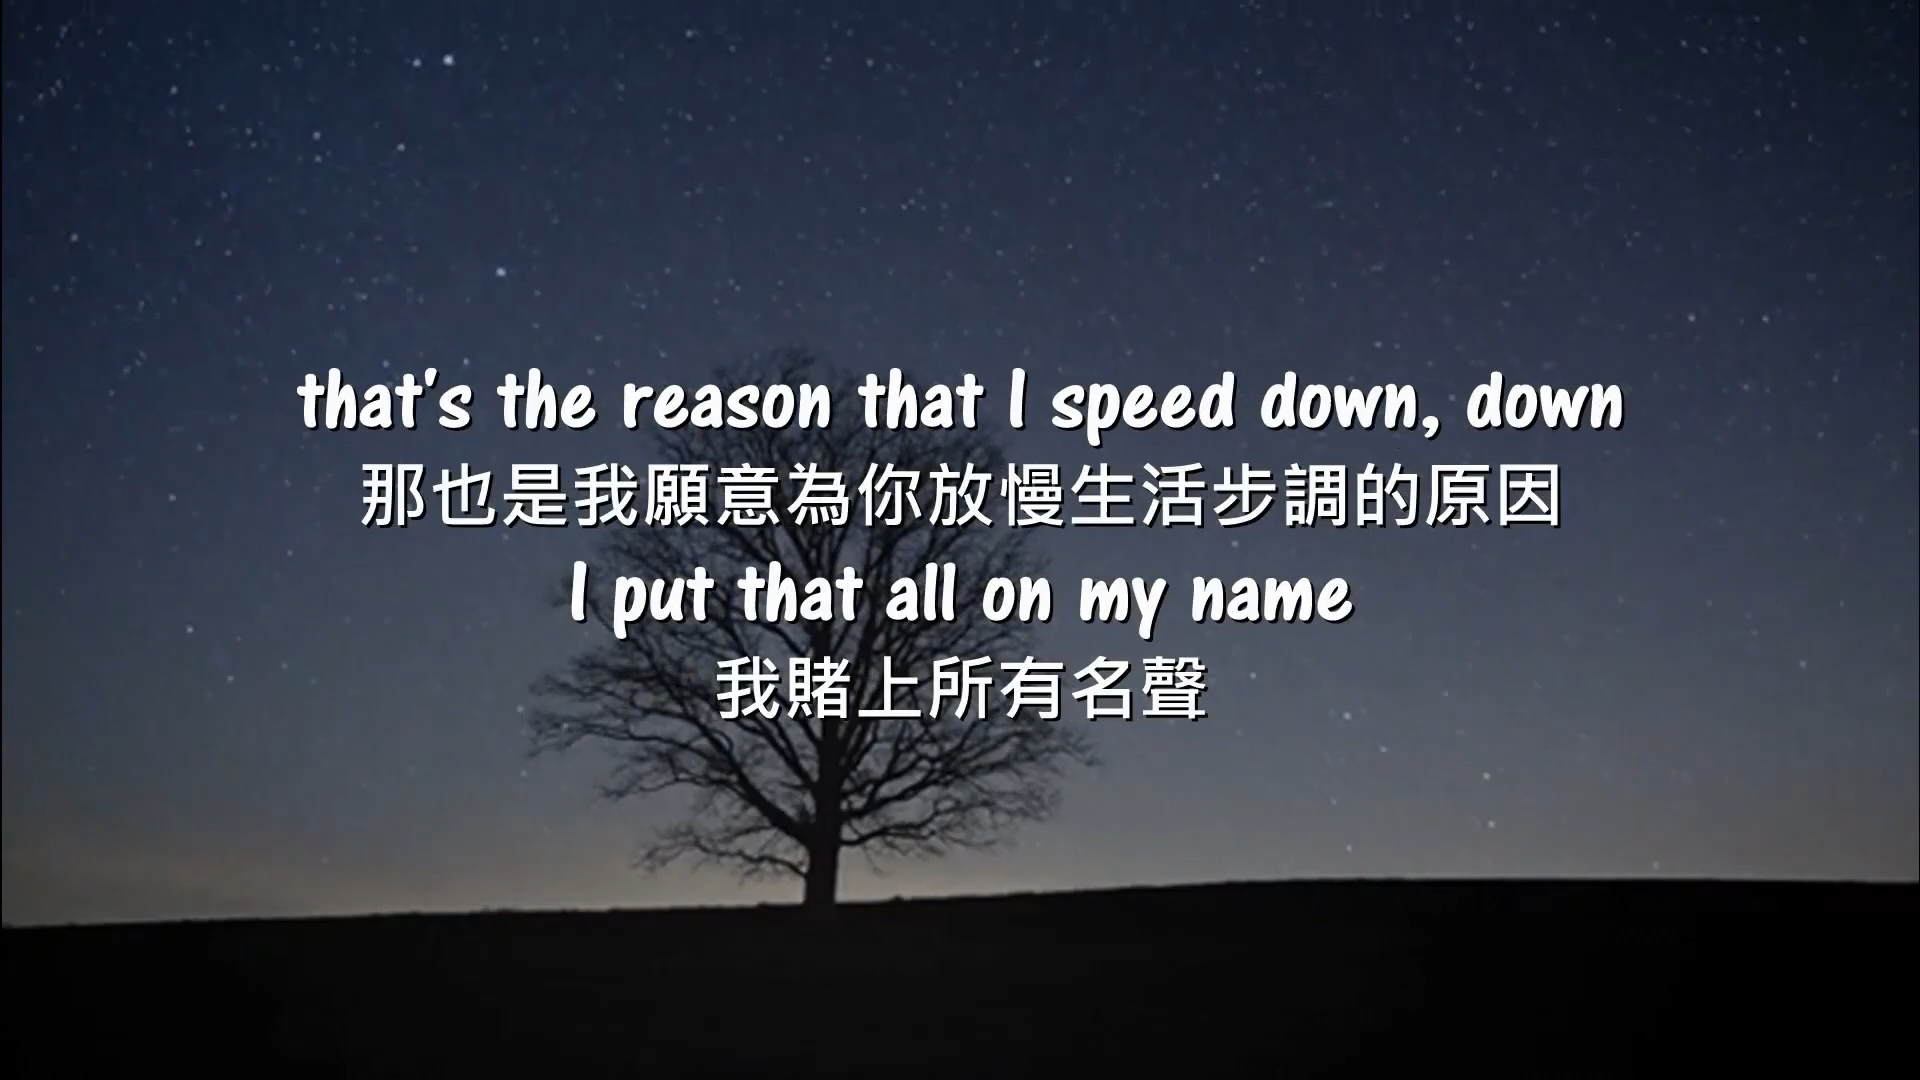 that's the reason that I speed down, down
那也是我願意為你放慢生活步調的原因
I put that all on my name
我賭上所有名聲